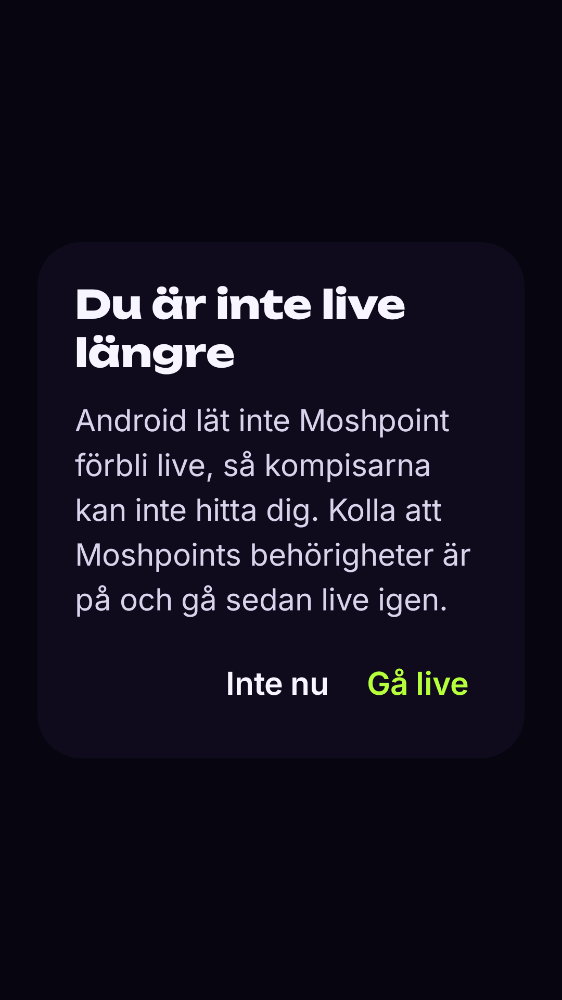 Du är inte live
längre
Android lät inte Moshpoint
förbli live, så kompisarna
kan inte hitta dig. Kolla att
Moshpoints behörigheter är
på och gå sedan live igen.
Inte nu Gå live